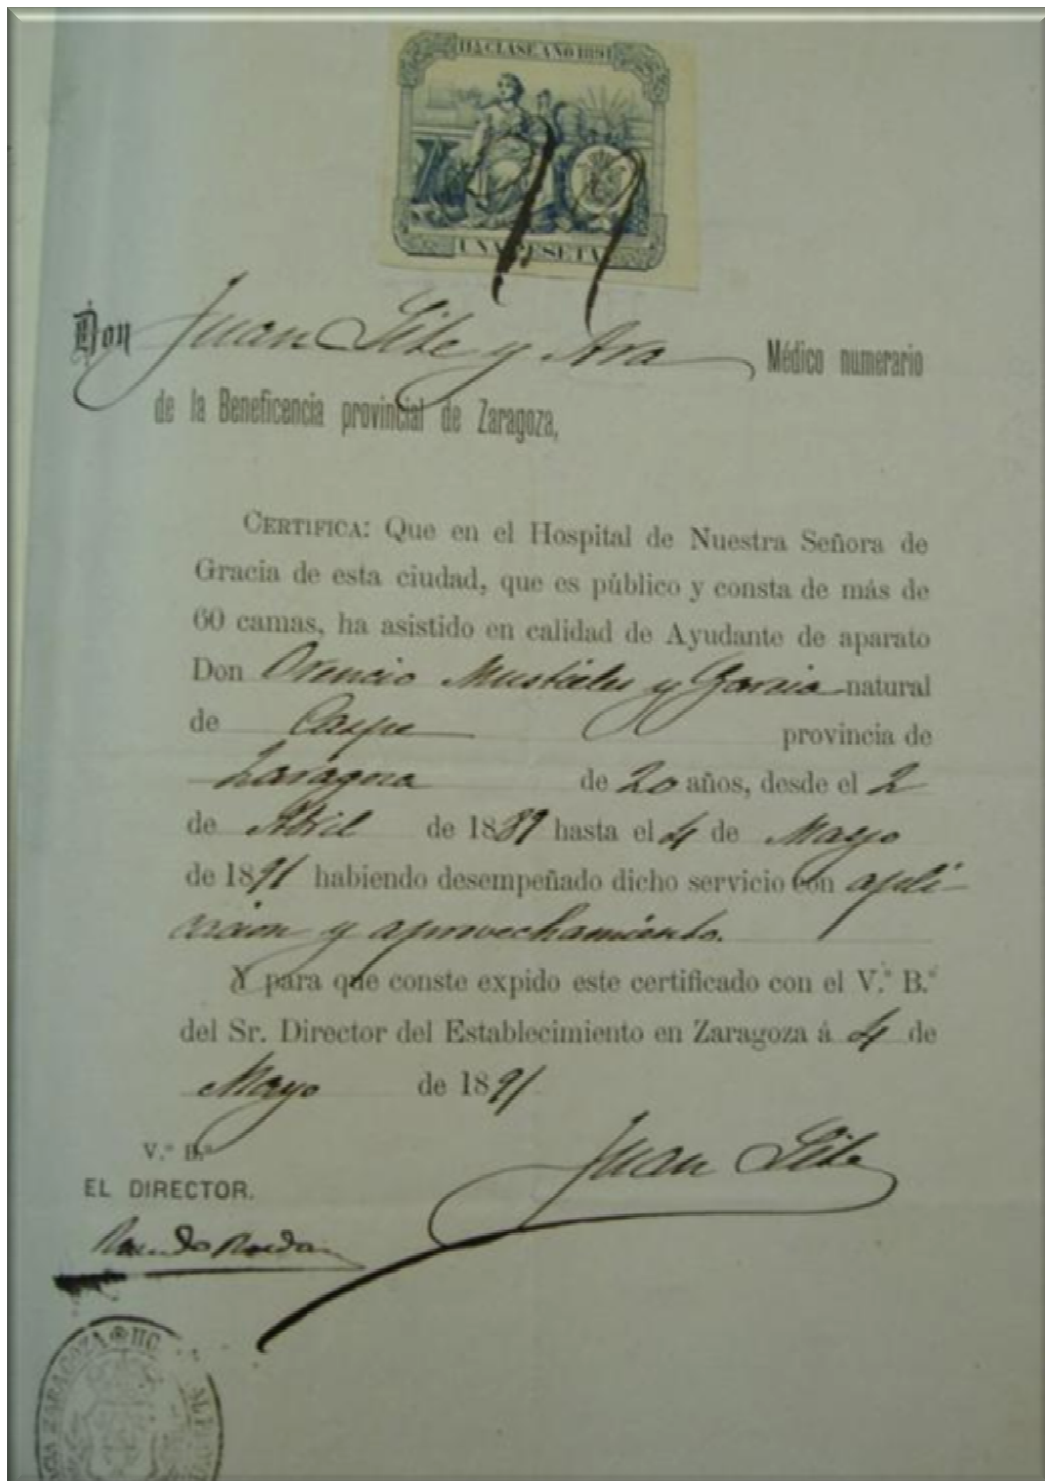 11.ª CLASE AÑO 1891
UNA PESETA
Don Juan Site y Ara Médico numerario
de la Beneficencia provincial de Zaragoza,
CERTIFICA: Que en el Hospital de Nuestra Señora de
Gracia de esta ciudad, que es público y consta de más de
60 camas, ha asistido en calidad de Ayudante de aparato
Don Orencio Mustieles y Garcia natural
de Caspe provincia de
Zaragoza de 20 años, desde el 2
de Abril de 1889 hasta el 4 de Mayo
de 1891 habiendo desempeñado dicho servicio con apli-
cacion y aprovechamiento.
Y para que conste expido este certificado con el V.º B.º
del Sr. Director del Establecimiento en Zaragoza á 4 de
Mayo de 1891
V.º B.º
EL DIRECTOR.
Juan Site
ZARAGOZA